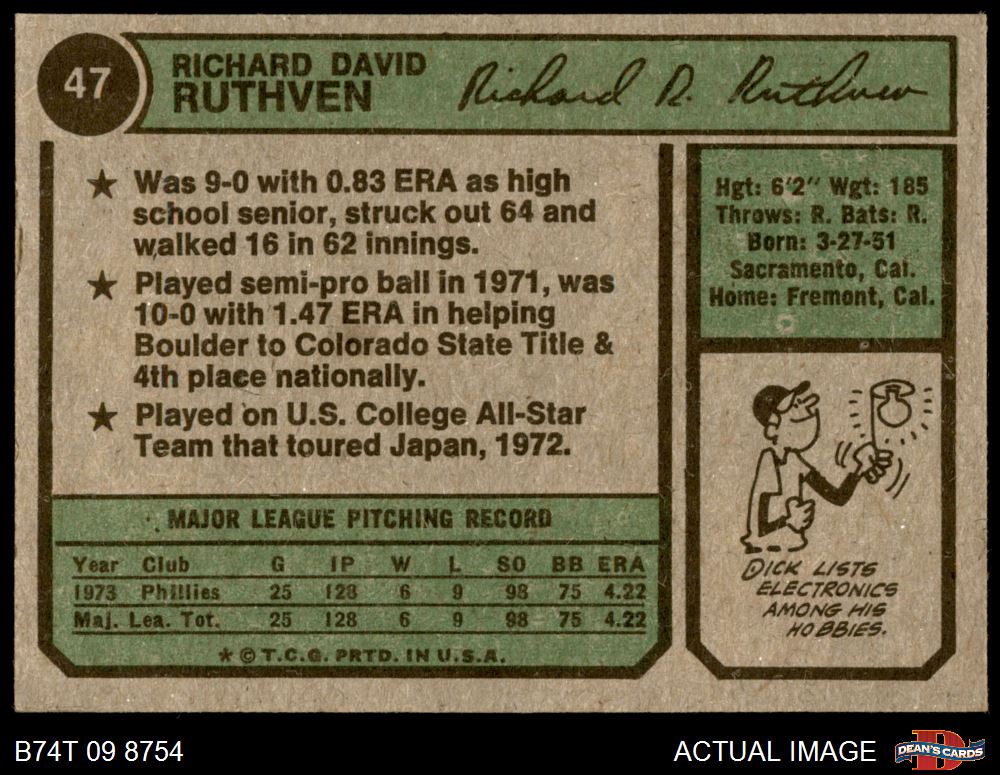 47
RICHARD DAVID
RUTHVEN
Richard D. Ruthven
★ Was 9-0 with 0.83 ERA as high
school senior, struck out 64 and
walked 16 in 62 innings.
★ Played semi-pro ball in 1971, was
10-0 with 1.47 ERA in helping
Boulder to Colorado State Title &
4th place nationally.
★ Played on U.S. College All-Star
Team that toured Japan, 1972.
MAJOR LEAGUE PITCHING RECORD
Year Club G IP W L SO BB ERA
1973 Phillies 25 128 6 9 98 75 4.22
Maj. Lea. Tot. 25 128 6 9 98 75 4.22
* © T.C.G. PRTD. IN U.S.A.
Hgt: 6'2" Wgt: 185
Throws: R. Bats: R.
Born: 3-27-51
Sacramento, Cal.
Home: Fremont, Cal.
DICK LISTS
ELECTRONICS
AMONG HIS
HOBBIES.
B74T 09 8754
ACTUAL IMAGE
DEAN'S CARDS